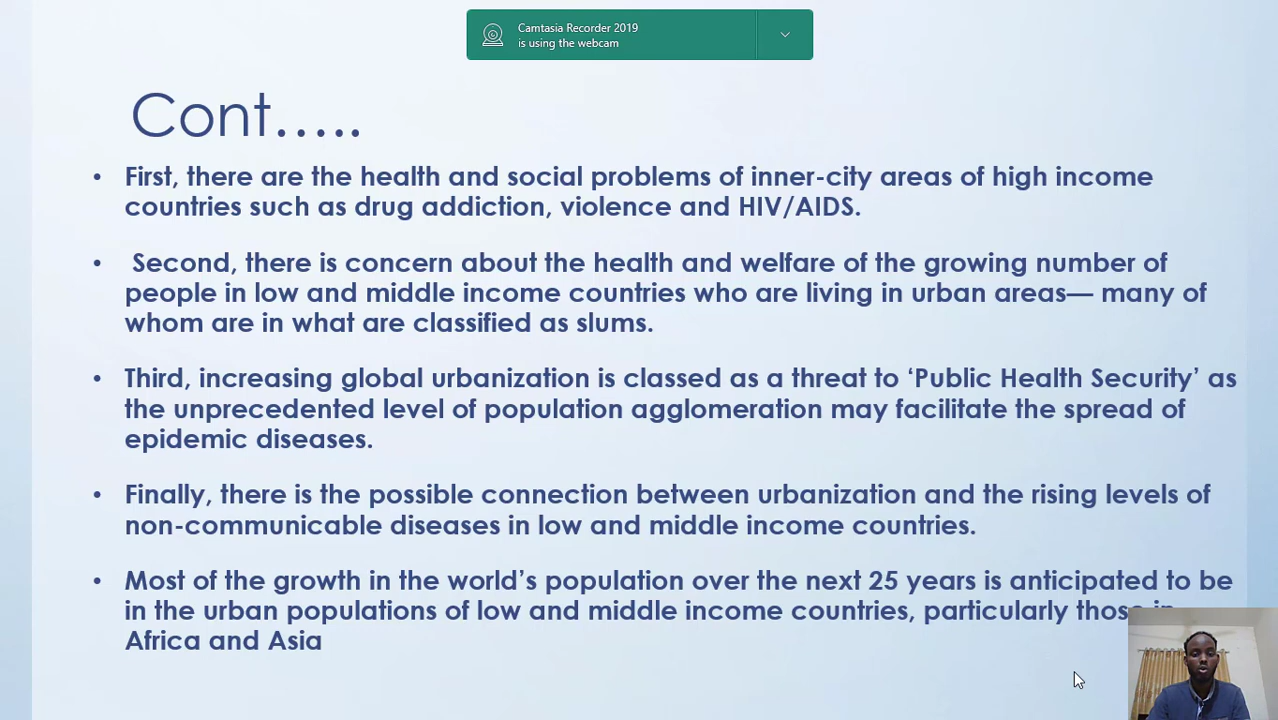 Camtasia Recorder 2019
is using the webcam
Cont…..
• First, there are the health and social problems of inner-city areas of high income
countries such as drug addiction, violence and HIV/AIDS.
• Second, there is concern about the health and welfare of the growing number of
people in low and middle income countries who are living in urban areas— many of
whom are in what are classified as slums.
• Third, increasing global urbanization is classed as a threat to ‘Public Health Security’ as
the unprecedented level of population agglomeration may facilitate the spread of
epidemic diseases.
• Finally, there is the possible connection between urbanization and the rising levels of
non-communicable diseases in low and middle income countries.
• Most of the growth in the world’s population over the next 25 years is anticipated to be
in the urban populations of low and middle income countries, particularly those in
Africa and Asia